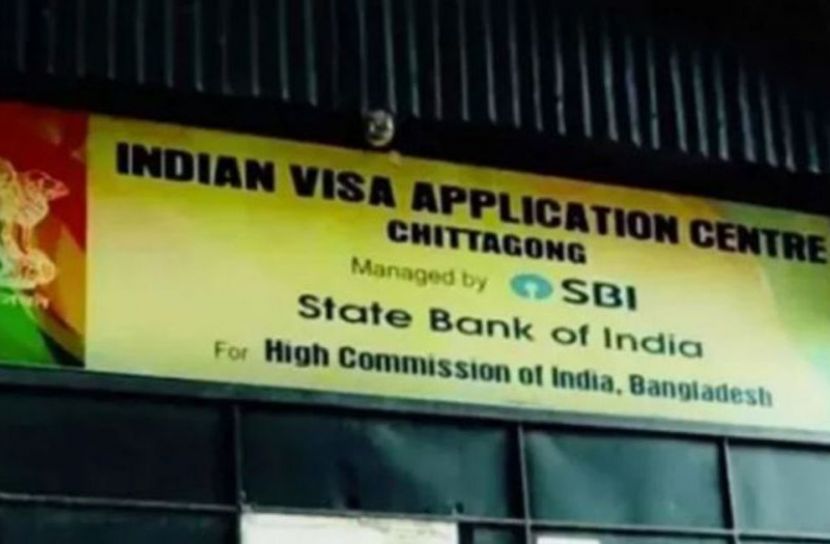 INDIAN VISA APPLICATION CENTRE
CHITTAGONG
Managed by SBI
State Bank of India
For High Commission of India, Bangladesh